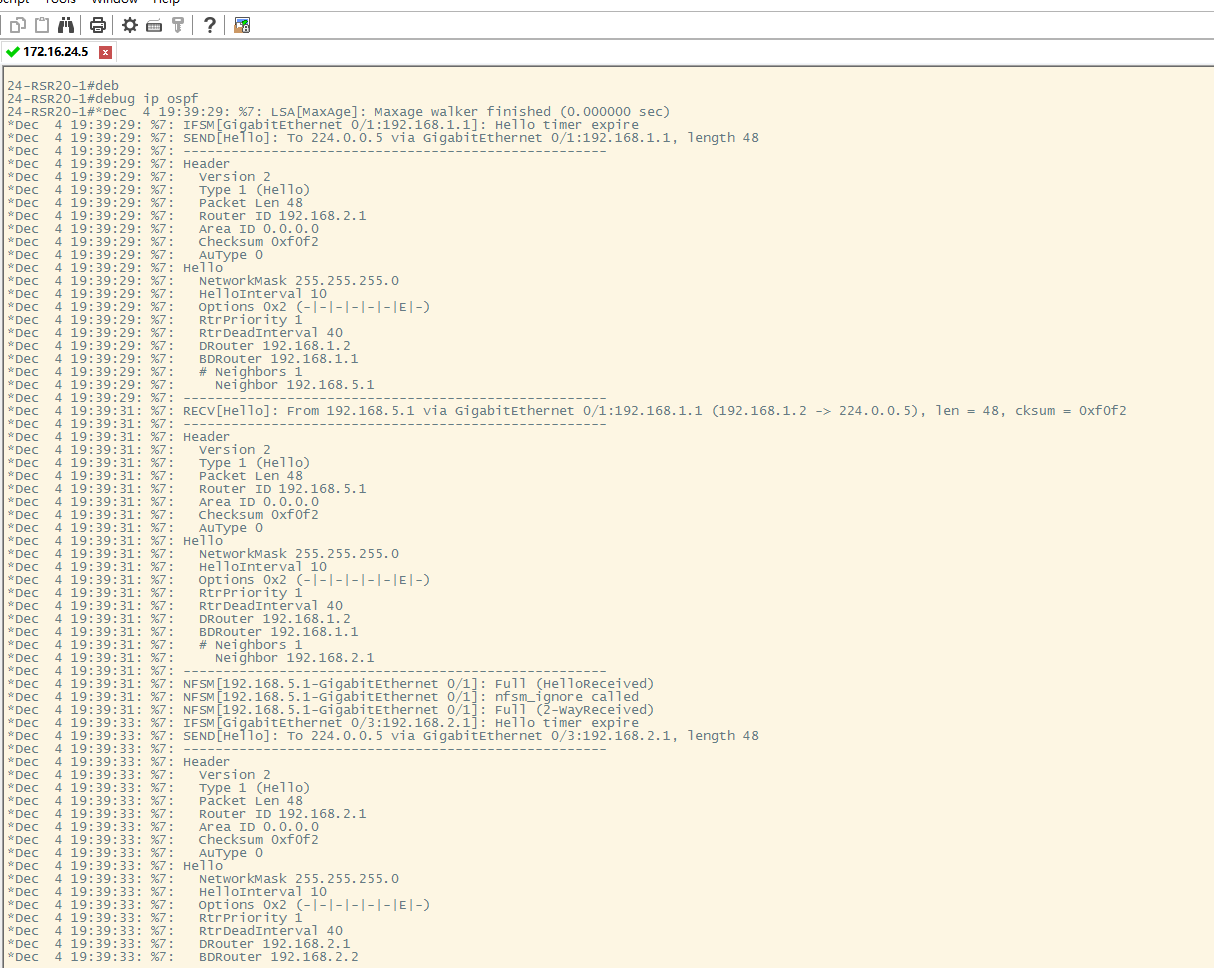 Tools
Window
Help
172.16.24.5
24-RSR20-1#deb
24-RSR20-1#debug ip ospf
24-RSR20-1#*Dec  4 19:39:29: %7: LSA[MaxAge]: Maxage walker finished (0.000000 sec)
*Dec  4 19:39:29: %7: IFSM[GigabitEthernet 0/1:192.168.1.1]: Hello timer expire
*Dec  4 19:39:29: %7: SEND[Hello]: To 224.0.0.5 via GigabitEthernet 0/1:192.168.1.1, length 48
*Dec  4 19:39:29: %7: -----------------------------------------------------
*Dec  4 19:39:29: %7: Header
*Dec  4 19:39:29: %7:   Version 2
*Dec  4 19:39:29: %7:   Type 1 (Hello)
*Dec  4 19:39:29: %7:   Packet Len 48
*Dec  4 19:39:29: %7:   Router ID 192.168.2.1
*Dec  4 19:39:29: %7:   Area ID 0.0.0.0
*Dec  4 19:39:29: %7:   Checksum 0xf0f2
*Dec  4 19:39:29: %7:   AuType 0
*Dec  4 19:39:29: %7: Hello
*Dec  4 19:39:29: %7:   NetworkMask 255.255.255.0
*Dec  4 19:39:29: %7:   HelloInterval 10
*Dec  4 19:39:29: %7:   Options 0x2 (-|-|-|-|-|-|E|-)
*Dec  4 19:39:29: %7:   RtrPriority 1
*Dec  4 19:39:29: %7:   RtrDeadInterval 40
*Dec  4 19:39:29: %7:   DRouter 192.168.1.2
*Dec  4 19:39:29: %7:   BDRouter 192.168.1.1
*Dec  4 19:39:29: %7:   # Neighbors 1
*Dec  4 19:39:29: %7:     Neighbor 192.168.5.1
*Dec  4 19:39:29: %7: -----------------------------------------------------
*Dec  4 19:39:31: %7: RECV[Hello]: From 192.168.5.1 via GigabitEthernet 0/1:192.168.1.1 (192.168.1.2 -> 224.0.0.5), len = 48, cksum = 0xf0f2
*Dec  4 19:39:31: %7: -----------------------------------------------------
*Dec  4 19:39:31: %7: Header
*Dec  4 19:39:31: %7:   Version 2
*Dec  4 19:39:31: %7:   Type 1 (Hello)
*Dec  4 19:39:31: %7:   Packet Len 48
*Dec  4 19:39:31: %7:   Router ID 192.168.5.1
*Dec  4 19:39:31: %7:   Area ID 0.0.0.0
*Dec  4 19:39:31: %7:   Checksum 0xf0f2
*Dec  4 19:39:31: %7:   AuType 0
*Dec  4 19:39:31: %7: Hello
*Dec  4 19:39:31: %7:   NetworkMask 255.255.255.0
*Dec  4 19:39:31: %7:   HelloInterval 10
*Dec  4 19:39:31: %7:   Options 0x2 (-|-|-|-|-|-|E|-)
*Dec  4 19:39:31: %7:   RtrPriority 1
*Dec  4 19:39:31: %7:   RtrDeadInterval 40
*Dec  4 19:39:31: %7:   DRouter 192.168.1.2
*Dec  4 19:39:31: %7:   BDRouter 192.168.1.1
*Dec  4 19:39:31: %7:   # Neighbors 1
*Dec  4 19:39:31: %7:     Neighbor 192.168.2.1
*Dec  4 19:39:31: %7: -----------------------------------------------------
*Dec  4 19:39:31: %7: NFSM[192.168.5.1-GigabitEthernet 0/1]: Full (HelloReceived)
*Dec  4 19:39:31: %7: NFSM[192.168.5.1-GigabitEthernet 0/1]: nfsm_ignore called
*Dec  4 19:39:31: %7: NFSM[192.168.5.1-GigabitEthernet 0/1]: Full (2-WayReceived)
*Dec  4 19:39:33: %7: IFSM[GigabitEthernet 0/3:192.168.2.1]: Hello timer expire
*Dec  4 19:39:33: %7: SEND[Hello]: To 224.0.0.5 via GigabitEthernet 0/3:192.168.2.1, length 48
*Dec  4 19:39:33: %7: -----------------------------------------------------
*Dec  4 19:39:33: %7: Header
*Dec  4 19:39:33: %7:   Version 2
*Dec  4 19:39:33: %7:   Type 1 (Hello)
*Dec  4 19:39:33: %7:   Packet Len 48
*Dec  4 19:39:33: %7:   Router ID 192.168.2.1
*Dec  4 19:39:33: %7:   Area ID 0.0.0.0
*Dec  4 19:39:33: %7:   Checksum 0xf0f2
*Dec  4 19:39:33: %7:   AuType 0
*Dec  4 19:39:33: %7: Hello
*Dec  4 19:39:33: %7:   NetworkMask 255.255.255.0
*Dec  4 19:39:33: %7:   HelloInterval 10
*Dec  4 19:39:33: %7:   Options 0x2 (-|-|-|-|-|-|E|-)
*Dec  4 19:39:33: %7:   RtrPriority 1
*Dec  4 19:39:33: %7:   RtrDeadInterval 40
*Dec  4 19:39:33: %7:   DRouter 192.168.2.1
*Dec  4 19:39:33: %7:   BDRouter 192.168.2.2